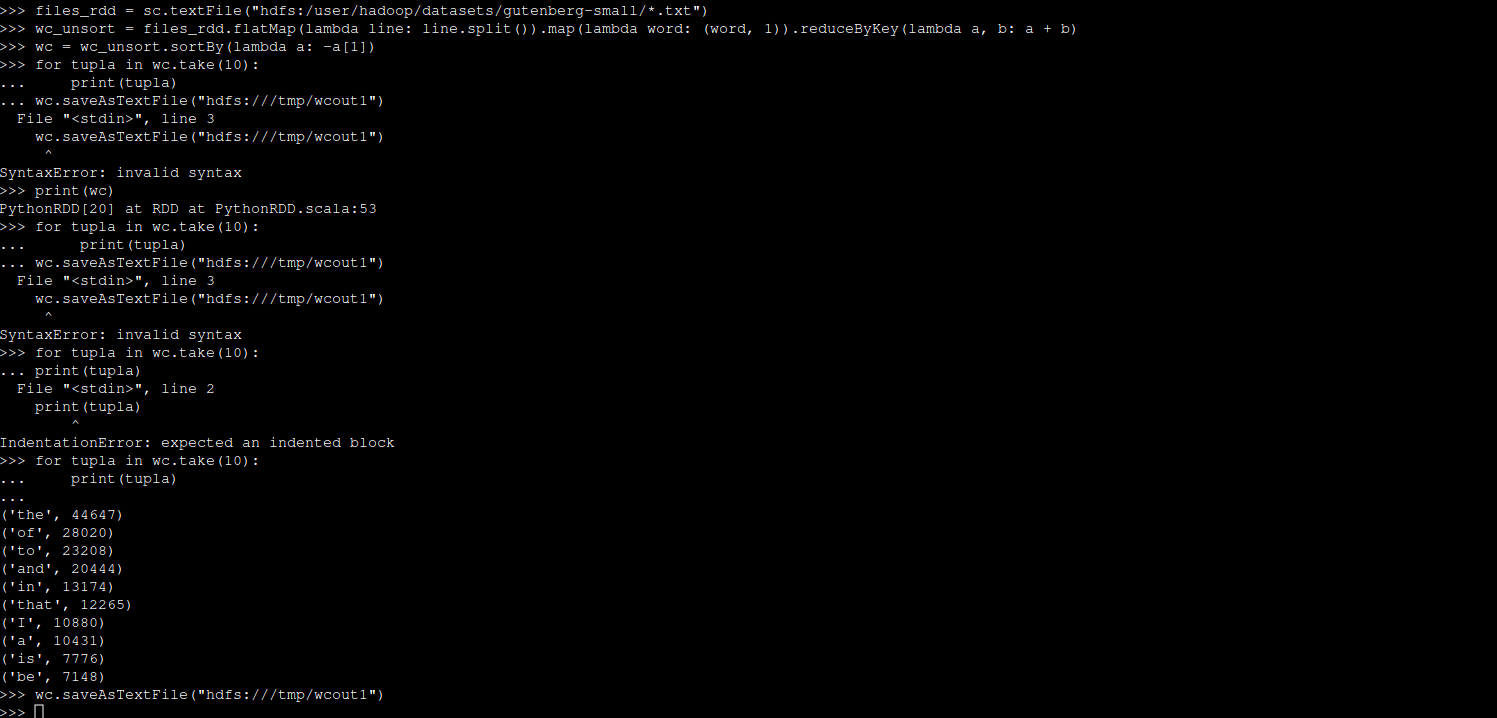 >>> files_rdd = sc.textFile("hdfs:/user/hadoop/datasets/gutenberg-small/*.txt")
>>> wc_unsort = files_rdd.flatMap(lambda line: line.split()).map(lambda word: (word, 1)).reduceByKey(lambda a, b: a + b)
>>> wc = wc_unsort.sortBy(lambda a: -a[1])
>>> for tupla in wc.take(10):
...     print(tupla)
... wc.saveAsTextFile("hdfs:///tmp/wcout1")
  File "<stdin>", line 3
    wc.saveAsTextFile("hdfs:///tmp/wcout1")
     ^
SyntaxError: invalid syntax
>>> print(wc)
PythonRDD[20] at RDD at PythonRDD.scala:53
>>> for tupla in wc.take(10):
...      print(tupla)
... wc.saveAsTextFile("hdfs:///tmp/wcout1")
  File "<stdin>", line 3
    wc.saveAsTextFile("hdfs:///tmp/wcout1")
     ^
SyntaxError: invalid syntax
>>> for tupla in wc.take(10):
... print(tupla)
  File "<stdin>", line 2
    print(tupla)
        ^
IndentationError: expected an indented block
>>> for tupla in wc.take(10):
...     print(tupla)
...
('the', 44647)
('of', 28020)
('to', 23208)
('and', 20444)
('in', 13174)
('that', 12265)
('I', 10880)
('a', 10431)
('is', 7776)
('be', 7148)
>>> wc.saveAsTextFile("hdfs:///tmp/wcout1")
>>>